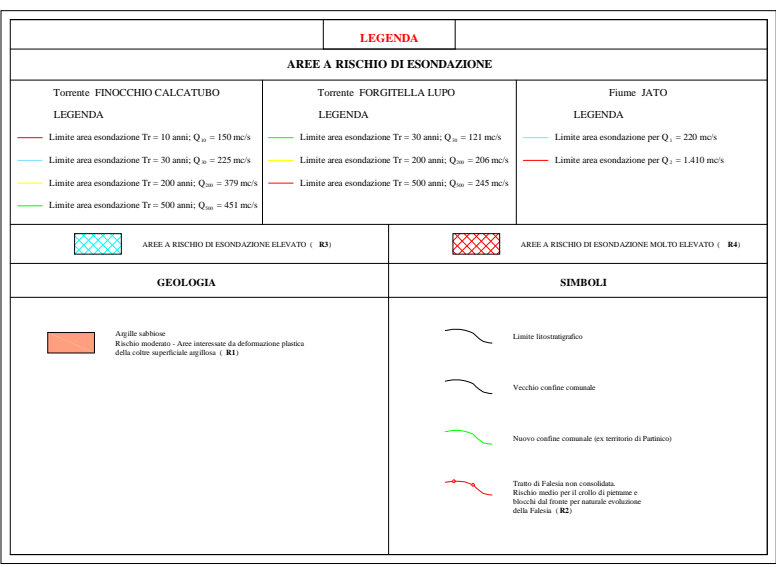 LEGENDA
AREE A RISCHIO DI ESONDAZIONE
Torrente FINOCCHIO CALCATUBO
LEGENDA
Limite area esondazione Tr = 10 anni; Q10 = 150 mc/s
Limite area esondazione Tr = 30 anni; Q30 = 225 mc/s
Limite area esondazione Tr = 200 anni; Q200 = 379 mc/s
Limite area esondazione Tr = 500 anni; Q500 = 451 mc/s
Torrente FORGITELLA LUPO
LEGENDA
Limite area esondazione Tr = 30 anni; Q30 = 121 mc/s
Limite area esondazione Tr = 200 anni; Q200 = 206 mc/s
Limite area esondazione Tr = 500 anni; Q500 = 245 mc/s
Fiume JATO
LEGENDA
Limite area esondazione per Q1 = 220 mc/s
Limite area esondazione per Q2 = 1.410 mc/s
AREE A RISCHIO DI ESONDAZIONE ELEVATO ( R3)
AREE A RISCHIO DI ESONDAZIONE MOLTO ELEVATO ( R4)
GEOLOGIA
Argille sabbiose
Rischio moderato - Aree interessate da deformazione plastica
della coltre superficiale argillosa ( R1)
SIMBOLI
Limite litostratigrafico
Vecchio confine comunale
Nuovo confine comunale (ex territorio di Partinico)
Tratto di Falesia non consolidata.
Rischio medio per il crollo di pietrame e
blocchi dal fronte per naturale evoluzione
della Falesia ( R2)